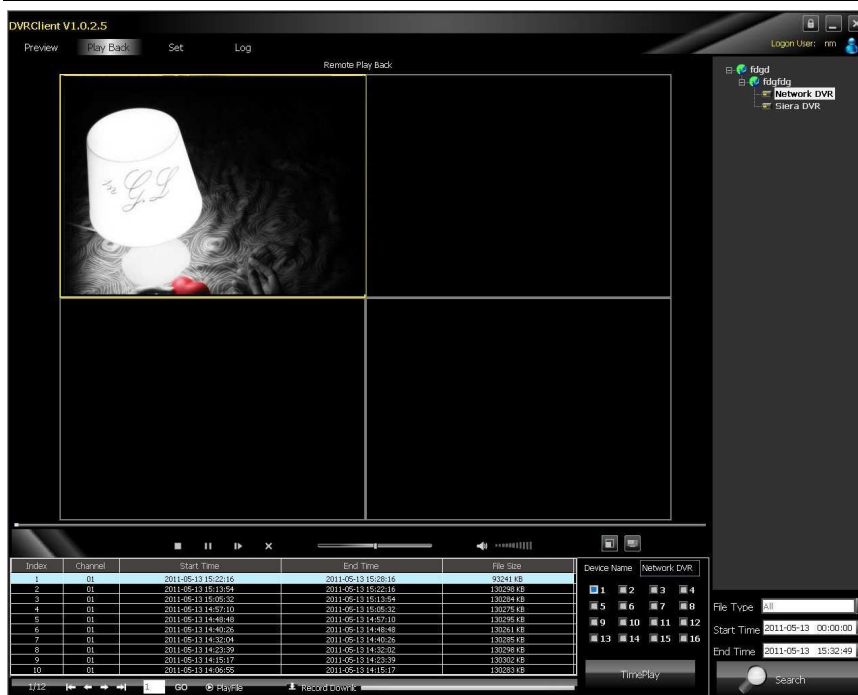 DVRClient V1.0.2.5
Logon User: nm
Preview Play Back Set Log
Remote Play Back
fdgd
fdgfdg
Network DVR
Siera DVR
GL
Index Channel Start Time End Time File Size
1 01 2011-05-13 15:22:16 2011-05-13 15:28:16 93241 KB
2 01 2011-05-13 15:13:54 2011-05-13 15:22:16 130298 KB
3 01 2011-05-13 15:05:32 2011-05-13 15:13:54 130284 KB
4 01 2011-05-13 14:57:10 2011-05-13 15:05:32 130275 KB
5 01 2011-05-13 14:48:48 2011-05-13 14:57:10 130295 KB
6 01 2011-05-13 14:40:26 2011-05-13 14:48:48 130261 KB
7 01 2011-05-13 14:32:04 2011-05-13 14:40:26 130285 KB
8 01 2011-05-13 14:23:39 2011-05-13 14:32:02 130298 KB
9 01 2011-05-13 14:15:17 2011-05-13 14:23:39 130302 KB
10 01 2011-05-13 14:06:55 2011-05-13 14:15:17 130283 KB
1/12 1 GO PlayFile Record Downlc
Device Name Network DVR
1 2 3 4
5 6 7 8
9 10 11 12
13 14 15 16
TimePlay
File Type All
Start Time 2011-05-13 00:00:00
End Time 2011-05-13 15:32:49
Search